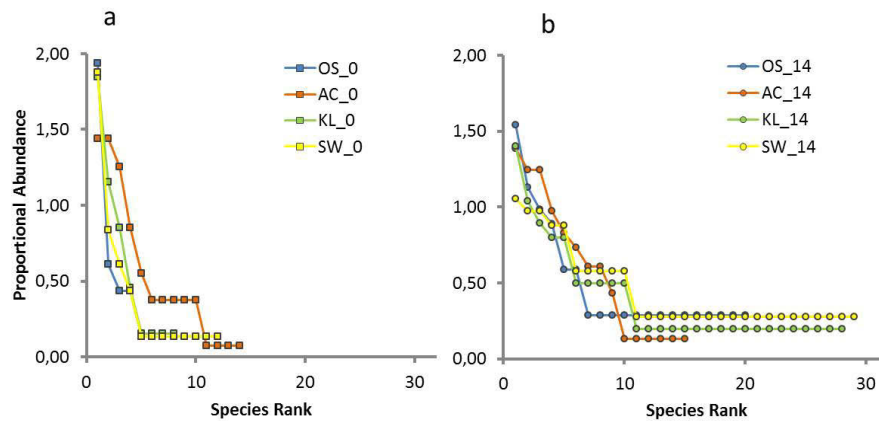 a
2,00
1,50
1,00
0,50
0,00
0
10
20
30
Proportional Abundance
Species Rank
OS_0
AC_0
KL_0
SW_0
b
2,00
1,50
1,00
0,50
0,00
0
10
20
30
Species Rank
OS_14
AC_14
KL_14
SW_14